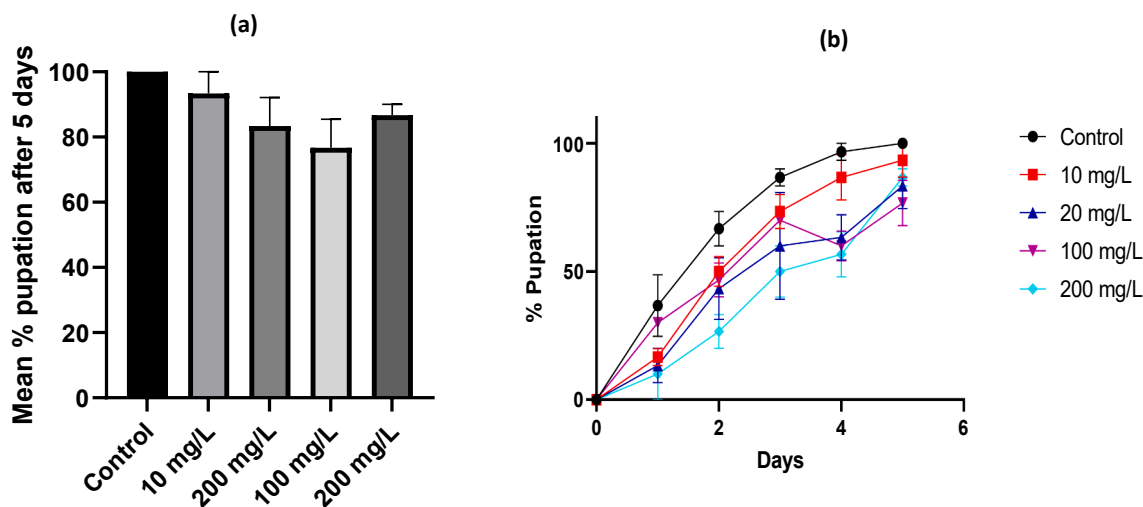 (a)
Mean % pupation after 5 days
100
80
60
40
20
0
Control
10 mg/L
200 mg/L
100 mg/L
200 mg/L
(b)
% Pupation
100
50
0
0
2
4
6
Days
Control
10 mg/L
20 mg/L
100 mg/L
200 mg/L